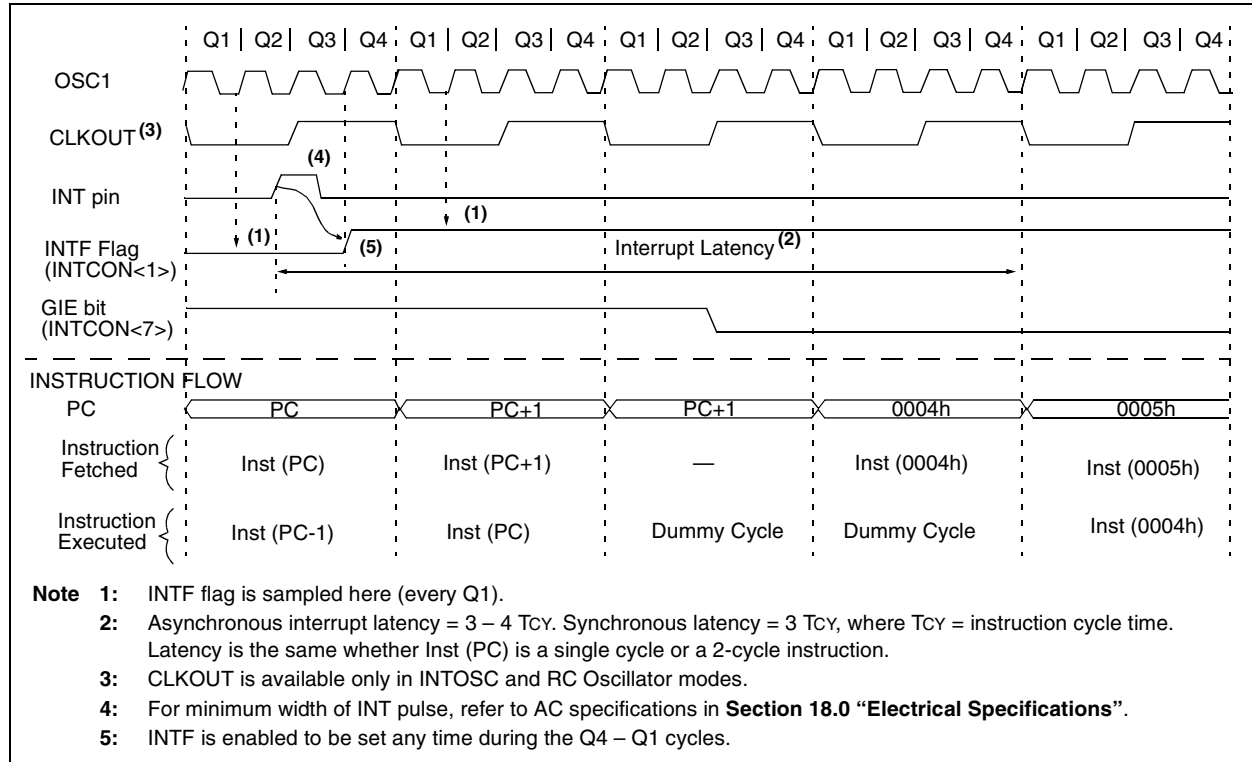 Q1 | Q2 | Q3 | Q4 Q1 | Q2 | Q3 | Q4 Q1 | Q2 | Q3 | Q4 Q1 | Q2 | Q3 | Q4 Q1 | Q2 | Q3 | Q4
OSC1
CLKOUT(3)
(4)
INT pin
(1)
(1)
(5)
INTF Flag
(INTCON<1>)
Interrupt Latency(2)
GIE bit
(INTCON<7>)
INSTRUCTION FLOW
PC PC PC+1 PC+1 0004h 0005h
Instruction
Fetched
Inst (PC) Inst (PC+1) — Inst (0004h) Inst (0005h)
Instruction
Executed
Inst (PC-1) Inst (PC) Dummy Cycle Dummy Cycle Inst (0004h)
Note 1: INTF flag is sampled here (every Q1).
2: Asynchronous interrupt latency = 3 – 4 TCY. Synchronous latency = 3 TCY, where TCY = instruction cycle time.
Latency is the same whether Inst (PC) is a single cycle or a 2-cycle instruction.
3: CLKOUT is available only in INTOSC and RC Oscillator modes.
4: For minimum width of INT pulse, refer to AC specifications in Section 18.0 “Electrical Specifications”.
5: INTF is enabled to be set any time during the Q4 – Q1 cycles.